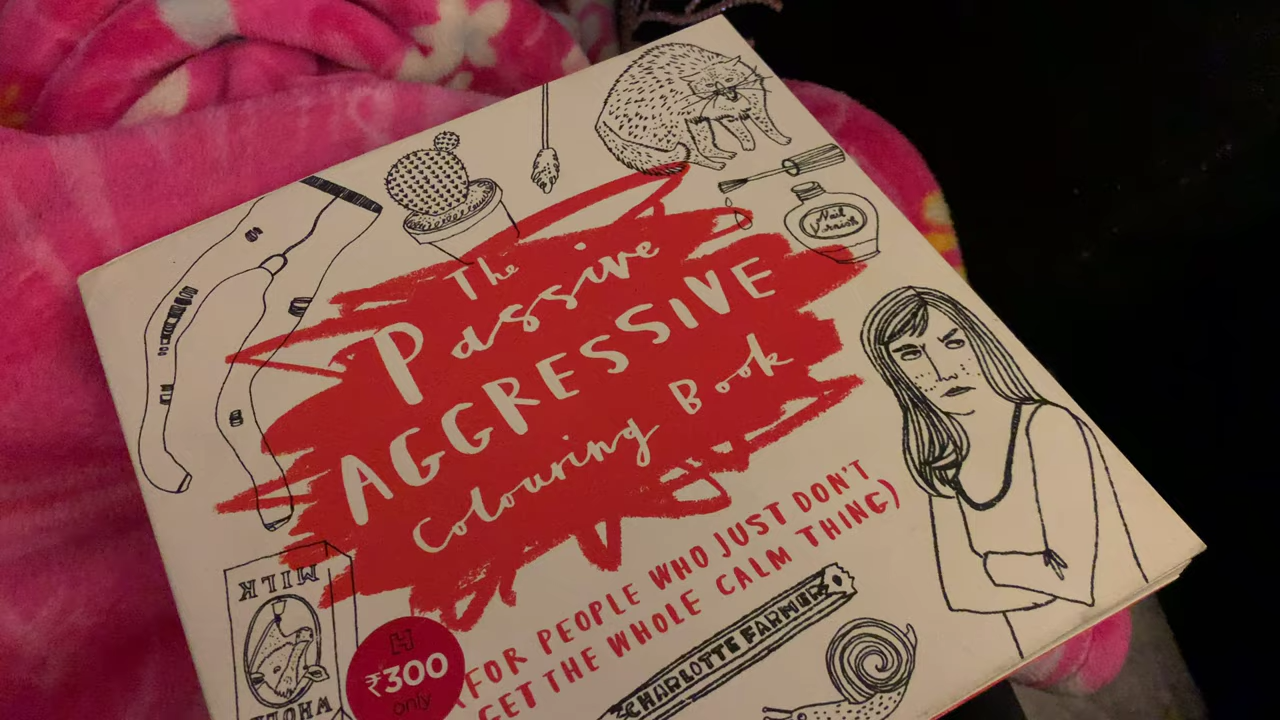 Nail
Varnish
The
Passive
AGGRESSIVE
Colouring Book
(FOR PEOPLE WHO JUST DON'T
GET THE WHOLE CALM THING)
CHARLOTTE FARMER
MILK
WHOLE
H
₹300
only